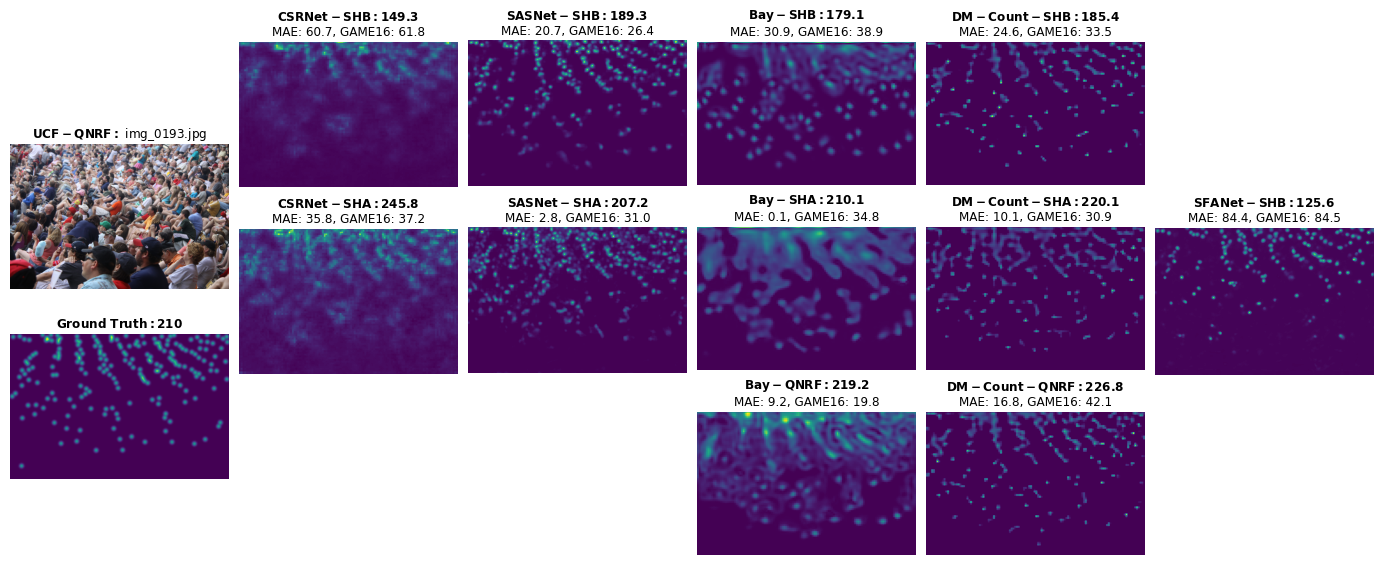 CSRNet − SHB: 149.3
MAE: 60.7, GAME16: 61.8
SASNet − SHB: 189.3
MAE: 20.7, GAME16: 26.4
Bay − SHB: 179.1
MAE: 30.9, GAME16: 38.9
DM − Count − SHB: 185.4
MAE: 24.6, GAME16: 33.5
UCF − QNRF: img_0193.jpg
CSRNet − SHA: 245.8
MAE: 35.8, GAME16: 37.2
SASNet − SHA: 207.2
MAE: 2.8, GAME16: 31.0
Bay − SHA: 210.1
MAE: 0.1, GAME16: 34.8
DM − Count − SHA: 220.1
MAE: 10.1, GAME16: 30.9
SFANet − SHB: 125.6
MAE: 84.4, GAME16: 84.5
Ground Truth: 210
Bay − QNRF: 219.2
MAE: 9.2, GAME16: 19.8
DM − Count − QNRF: 226.8
MAE: 16.8, GAME16: 42.1